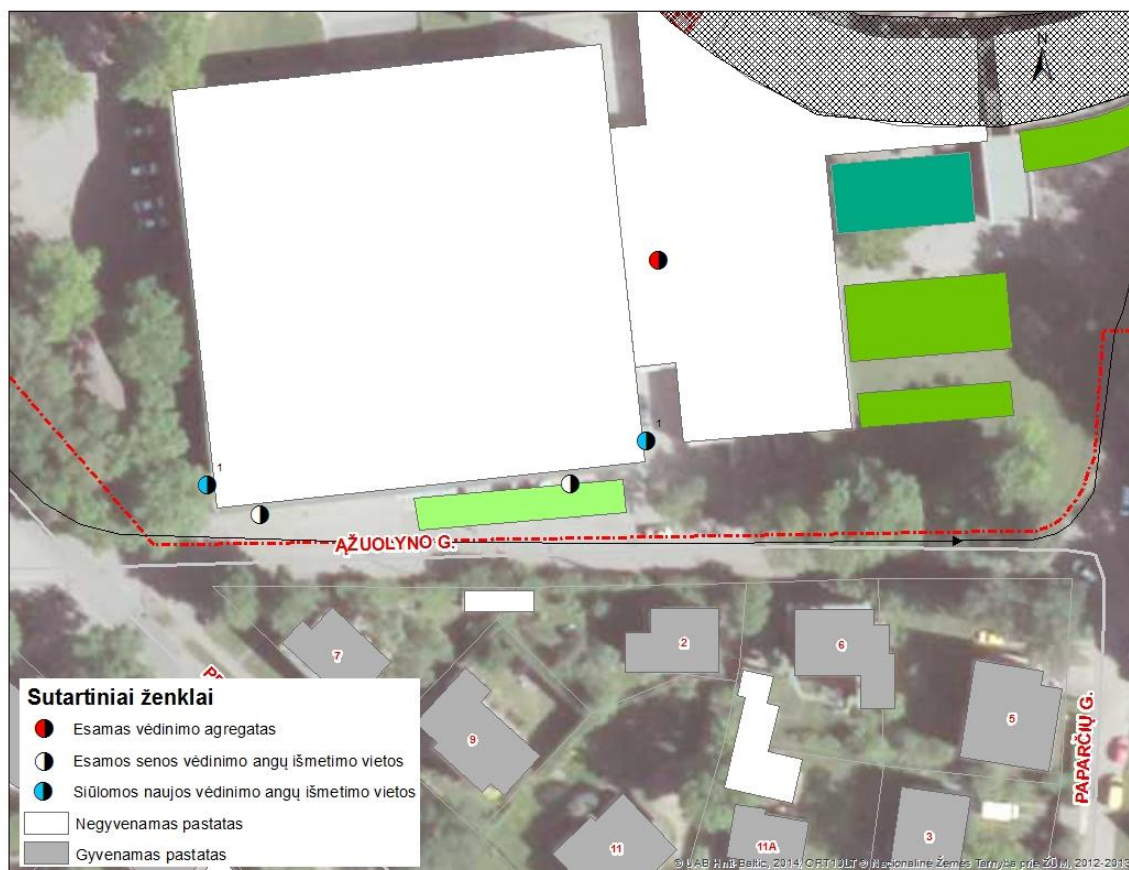 N
1
1
ĄŽUOLYNO G.
7
2
6
5
9
PAPARČIŲ G.
11
11A
3
Sutartiniai ženklai
Esamas vėdinimo agregatas
Esamos senos vėdinimo angų išmetimo vietos
Siūlomos naujos vėdinimo angų išmetimo vietos
Negyvenamas pastatas
Gyvenamas pastatas